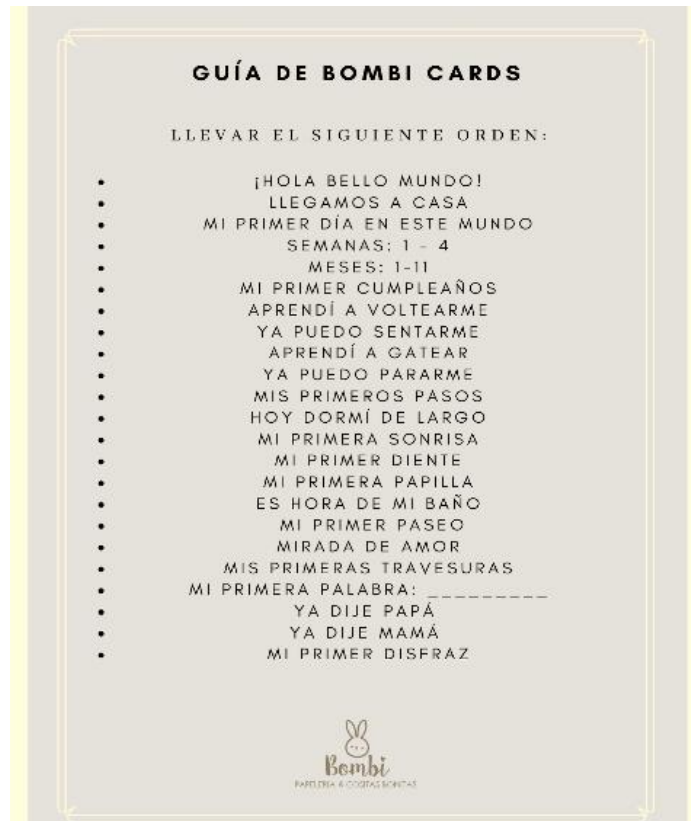 GUÍA DE BOMBI CARDS
LLEVAR EL SIGUIENTE ORDEN:
• ¡HOLA BELLO MUNDO!
• LLEGAMOS A CASA
• MI PRIMER DÍA EN ESTE MUNDO
• SEMANAS: 1 - 4
• MESES: 1-11
• MI PRIMER CUMPLEAÑOS
• APRENDÍ A VOLTEARME
• YA PUEDO SENTARME
• APRENDÍ A GATEAR
• YA PUEDO PARARME
• MIS PRIMEROS PASOS
• HOY DORMÍ DE LARGO
• MI PRIMERA SONRISA
• MI PRIMER DIENTE
• MI PRIMERA PAPILLA
• ES HORA DE MI BAÑO
• MI PRIMER PASEO
• MIRADA DE AMOR
• MIS PRIMERAS TRAVESURAS
• MI PRIMERA PALABRA: _________
• YA DIJE PAPÁ
• YA DIJE MAMÁ
• MI PRIMER DISFRAZ
Bombi
PAPELERIA & COSITAS BONITAS